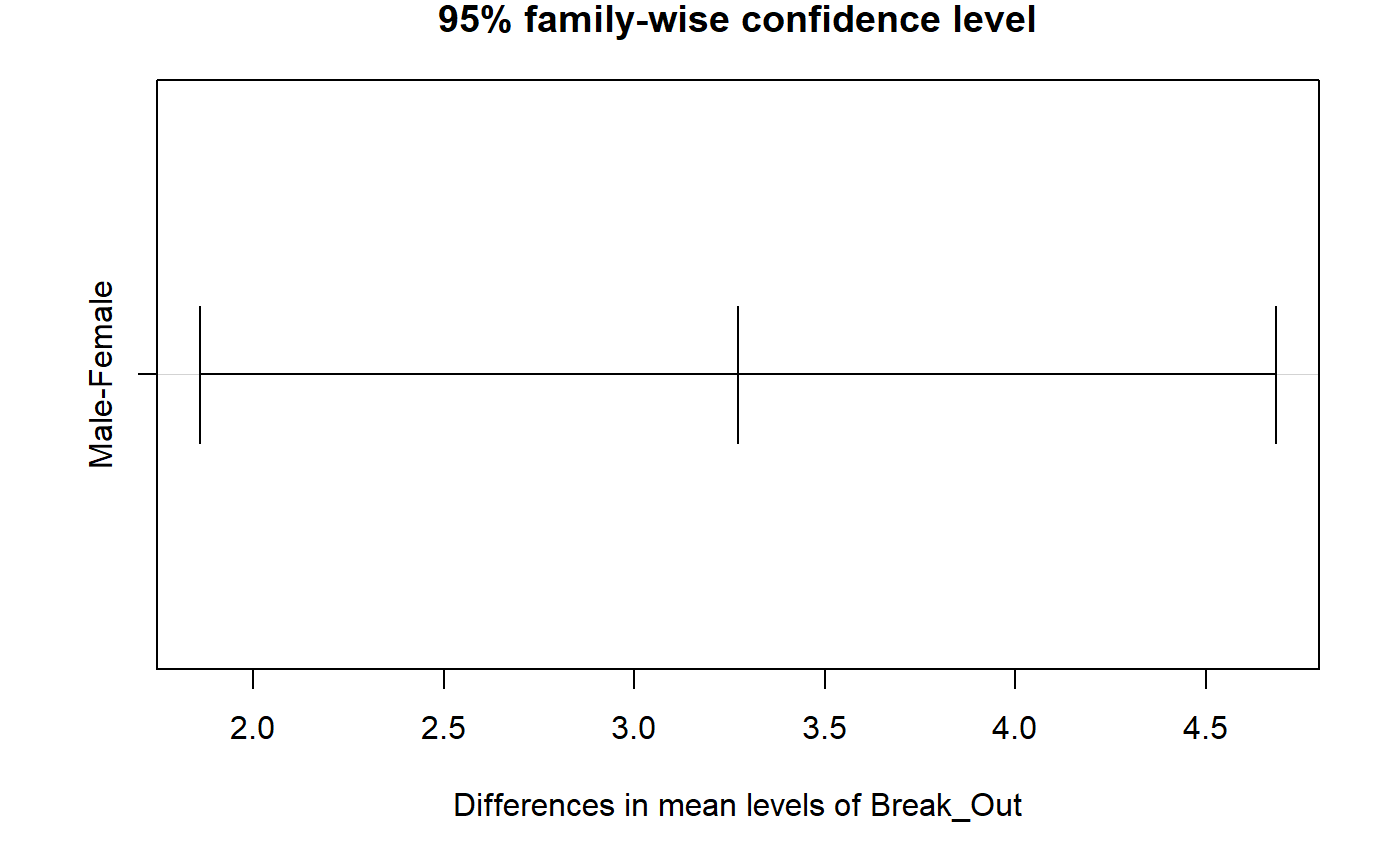 95% family-wise confidence level
Male-Female
2.0 2.5 3.0 3.5 4.0 4.5
Differences in mean levels of Break_Out